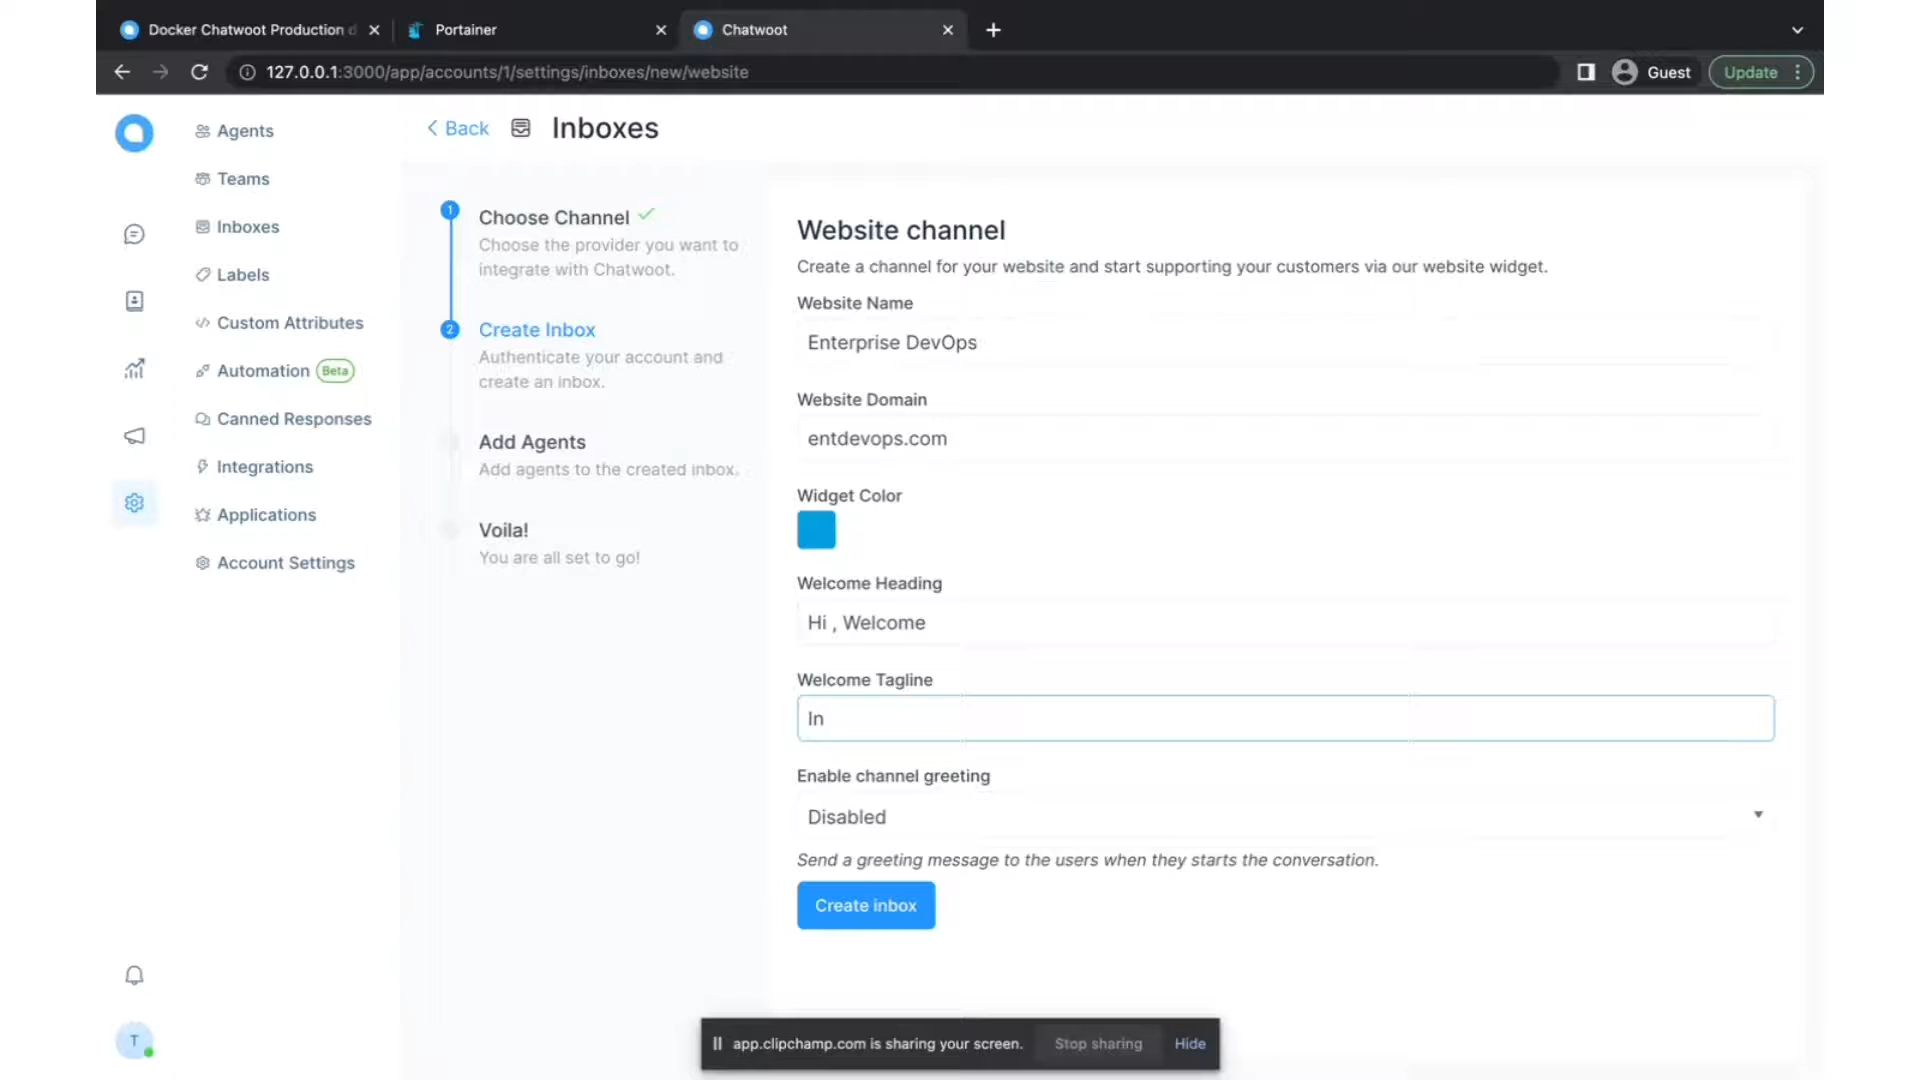 Docker Chatwoot Production d
Portainer
Chatwoot
127.0.0.1:3000/app/accounts/1/settings/inboxes/new/website
Guest
Update
Agents
Teams
Inboxes
Labels
Custom Attributes
Automation Beta
Canned Responses
Integrations
Applications
Account Settings
T
Back
Inboxes
1
Choose Channel
Choose the provider you want to
integrate with Chatwoot.
2
Create Inbox
Authenticate your account and
create an inbox.
Add Agents
Add agents to the created inbox.
Voila!
You are all set to go!
Website channel
Create a channel for your website and start supporting your customers via our website widget.
Website Name
Enterprise DevOps
Website Domain
entdevops.com
Widget Color
Welcome Heading
Hi , Welcome
Welcome Tagline
In
Enable channel greeting
Disabled
Send a greeting message to the users when they starts the conversation.
Create inbox
app.clipchamp.com is sharing your screen.
Stop sharing
Hide